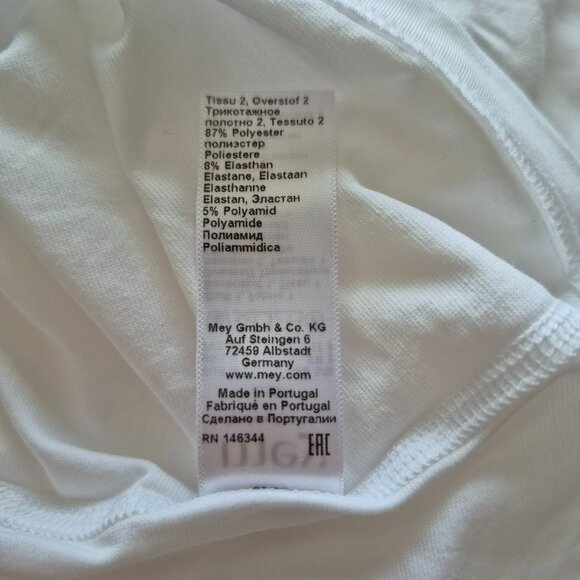 Tissu 2, Overstof 2
Трикотажное
полотно 2, Tessuto 2
87% Polyester
полиэстер
Poliestere
8% Elasthan
Elastane, Elastaan
Elasthanne
Elastan, Эластан
5% Polyamid
Polyamide
Полиамид
Poliammidica
Mey Gmbh & Co. KG
Auf Steingen 6
72459 Albstadt
Germany
www.mey.com
Made in Portugal
Fabriqué en Portugal
Сделано в Португалии
RN 146344 EAC